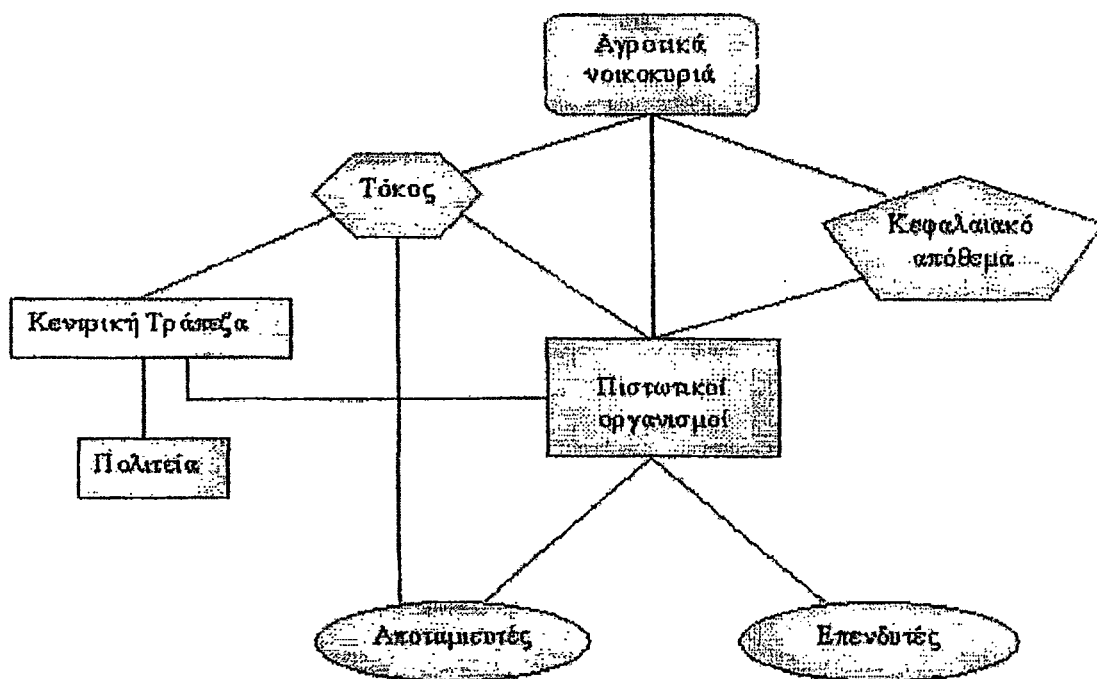 Αγροτικά
νοικοκυριά
Τόκος
Κεφαλαιακό
απόθεμα
Κεντρική Τράπεζα
Πιστωτικοί
οργανισμοί
Πολιτεία
Αποταμιευτές
Επενδυτές